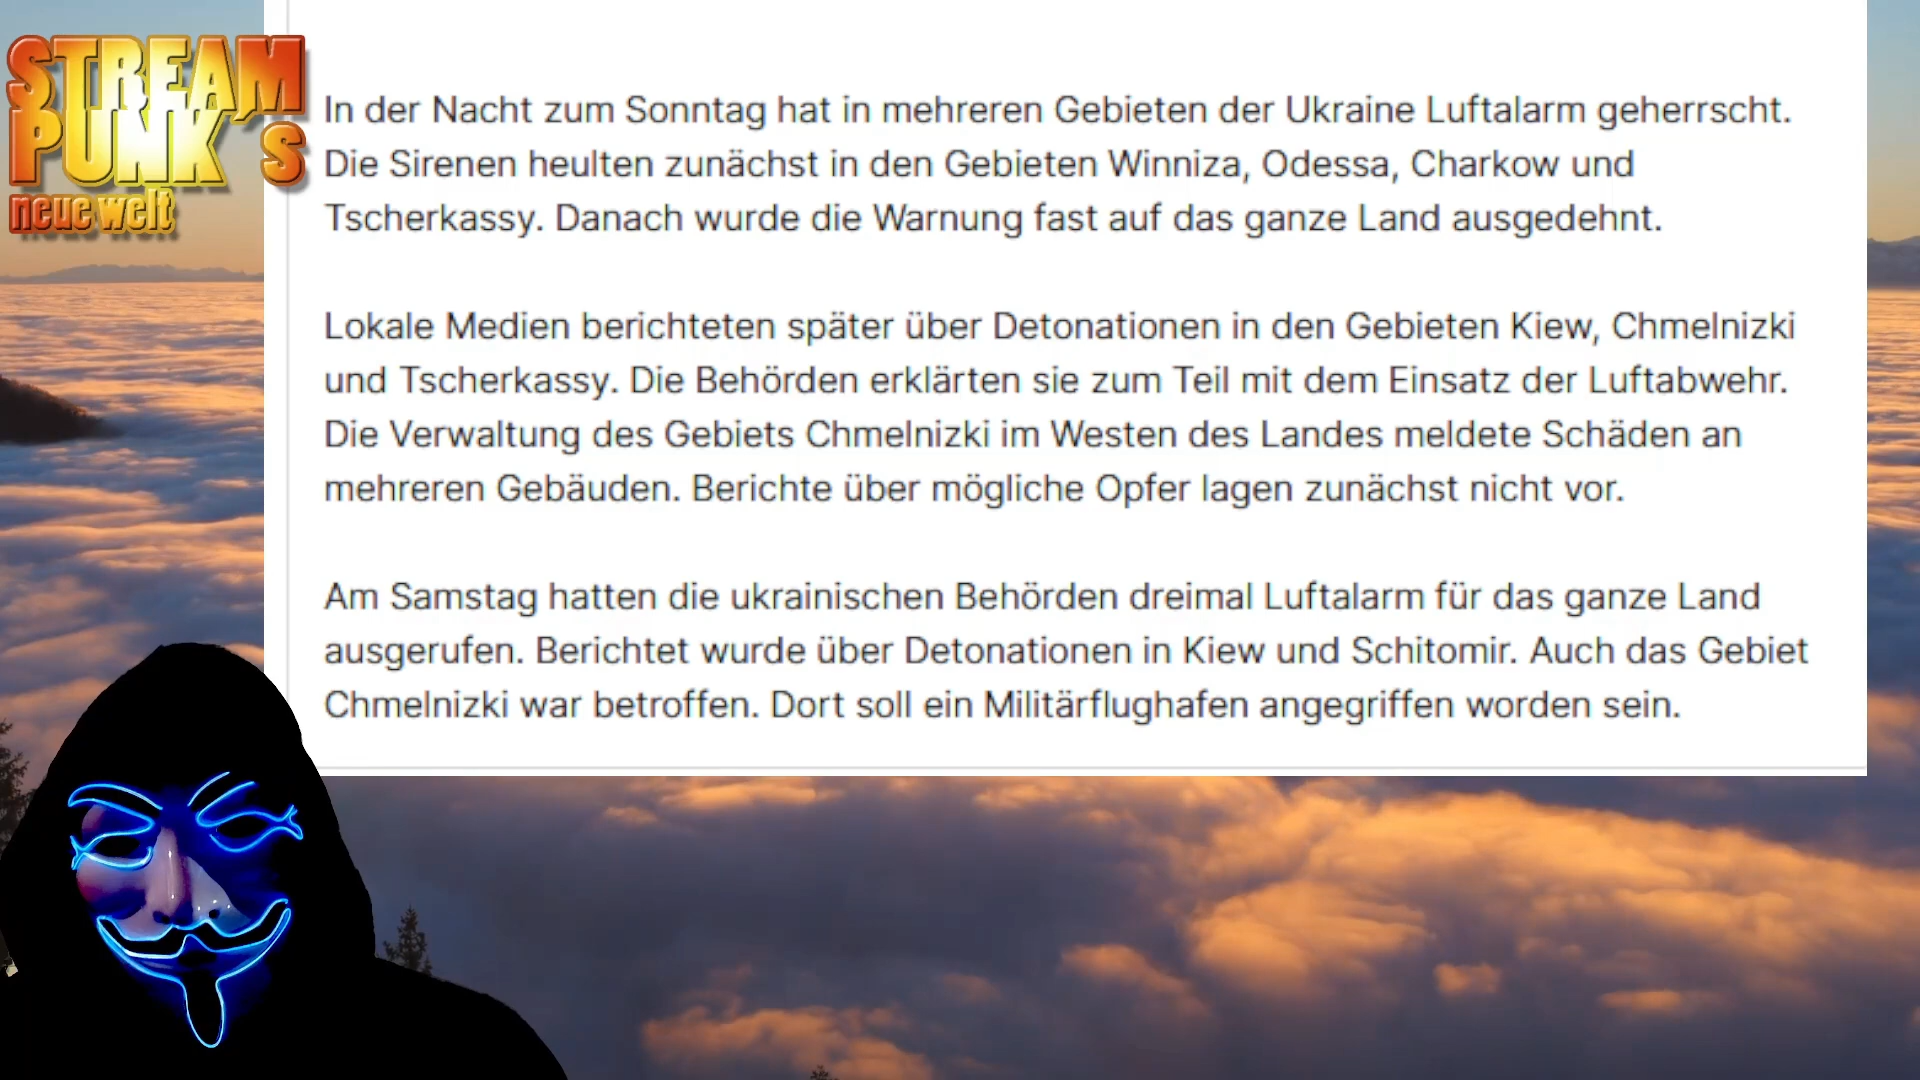 STREAM
PUNK´s
neue welt
In der Nacht zum Sonntag hat in mehreren Gebieten der Ukraine Luftalarm geherrscht.
Die Sirenen heulten zunächst in den Gebieten Winniza, Odessa, Charkow und
Tscherkassy. Danach wurde die Warnung fast auf das ganze Land ausgedehnt.
Lokale Medien berichteten später über Detonationen in den Gebieten Kiew, Chmelnizki
und Tscherkassy. Die Behörden erklärten sie zum Teil mit dem Einsatz der Luftabwehr.
Die Verwaltung des Gebiets Chmelnizki im Westen des Landes meldete Schäden an
mehreren Gebäuden. Berichte über mögliche Opfer lagen zunächst nicht vor.
Am Samstag hatten die ukrainischen Behörden dreimal Luftalarm für das ganze Land
ausgerufen. Berichtet wurde über Detonationen in Kiew und Schitomir. Auch das Gebiet
Chmelnizki war betroffen. Dort soll ein Militärflughafen angegriffen worden sein.